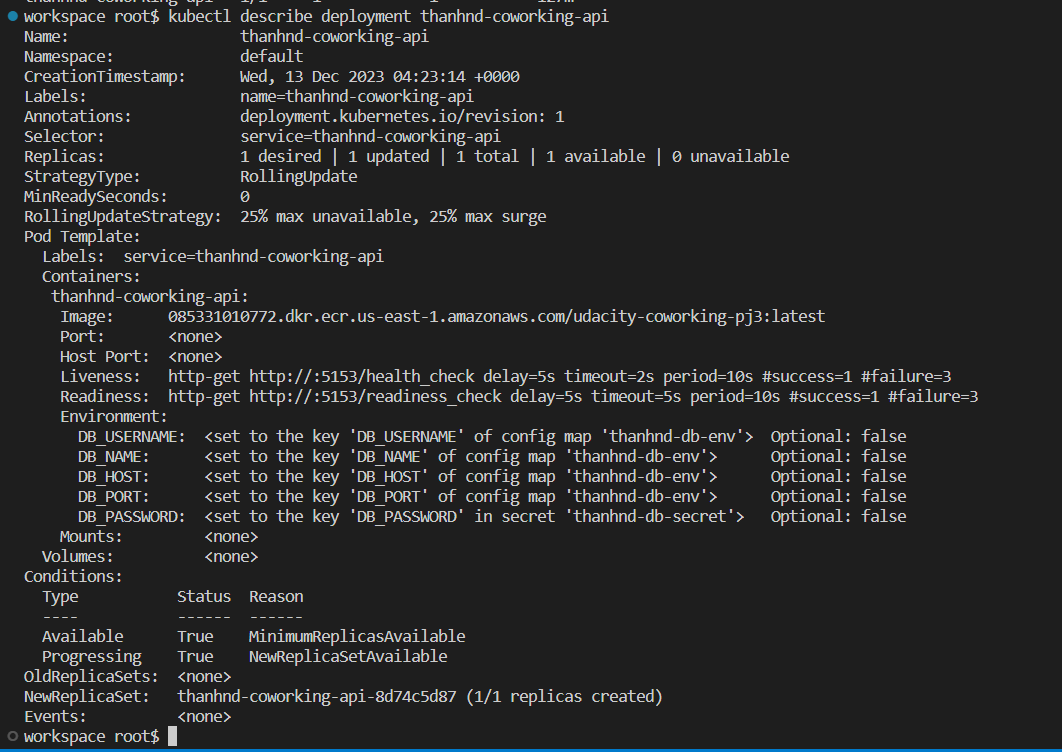 workspace root$ kubectl describe deployment thanhnd-coworking-api
Name:                   thanhnd-coworking-api
Namespace:              default
CreationTimestamp:      Wed, 13 Dec 2023 04:23:14 +0000
Labels:                 name=thanhnd-coworking-api
Annotations:            deployment.kubernetes.io/revision: 1
Selector:               service=thanhnd-coworking-api
Replicas:               1 desired | 1 updated | 1 total | 1 available | 0 unavailable
StrategyType:           RollingUpdate
MinReadySeconds:        0
RollingUpdateStrategy:  25% max unavailable, 25% max surge
Pod Template:
  Labels:  service=thanhnd-coworking-api
  Containers:
   thanhnd-coworking-api:
    Image:      085331010772.dkr.ecr.us-east-1.amazonaws.com/udacity-coworking-pj3:latest
    Port:       <none>
    Host Port:  <none>
    Liveness:   http-get http://:5153/health_check delay=5s timeout=2s period=10s #success=1 #failure=3
    Readiness:  http-get http://:5153/readiness_check delay=5s timeout=5s period=10s #success=1 #failure=3
    Environment:
      DB_USERNAME:  <set to the key 'DB_USERNAME' of config map 'thanhnd-db-env'>  Optional: false
      DB_NAME:      <set to the key 'DB_NAME' of config map 'thanhnd-db-env'>      Optional: false
      DB_HOST:      <set to the key 'DB_HOST' of config map 'thanhnd-db-env'>      Optional: false
      DB_PORT:      <set to the key 'DB_PORT' of config map 'thanhnd-db-env'>      Optional: false
      DB_PASSWORD:  <set to the key 'DB_PASSWORD' in secret 'thanhnd-db-secret'>   Optional: false
    Mounts:         <none>
  Volumes:          <none>
Conditions:
  Type           Status  Reason
  ----           ------  ------
  Available      True    MinimumReplicasAvailable
  Progressing    True    NewReplicaSetAvailable
OldReplicaSets:  <none>
NewReplicaSet:   thanhnd-coworking-api-8d74c5d87 (1/1 replicas created)
Events:          <none>
workspace root$